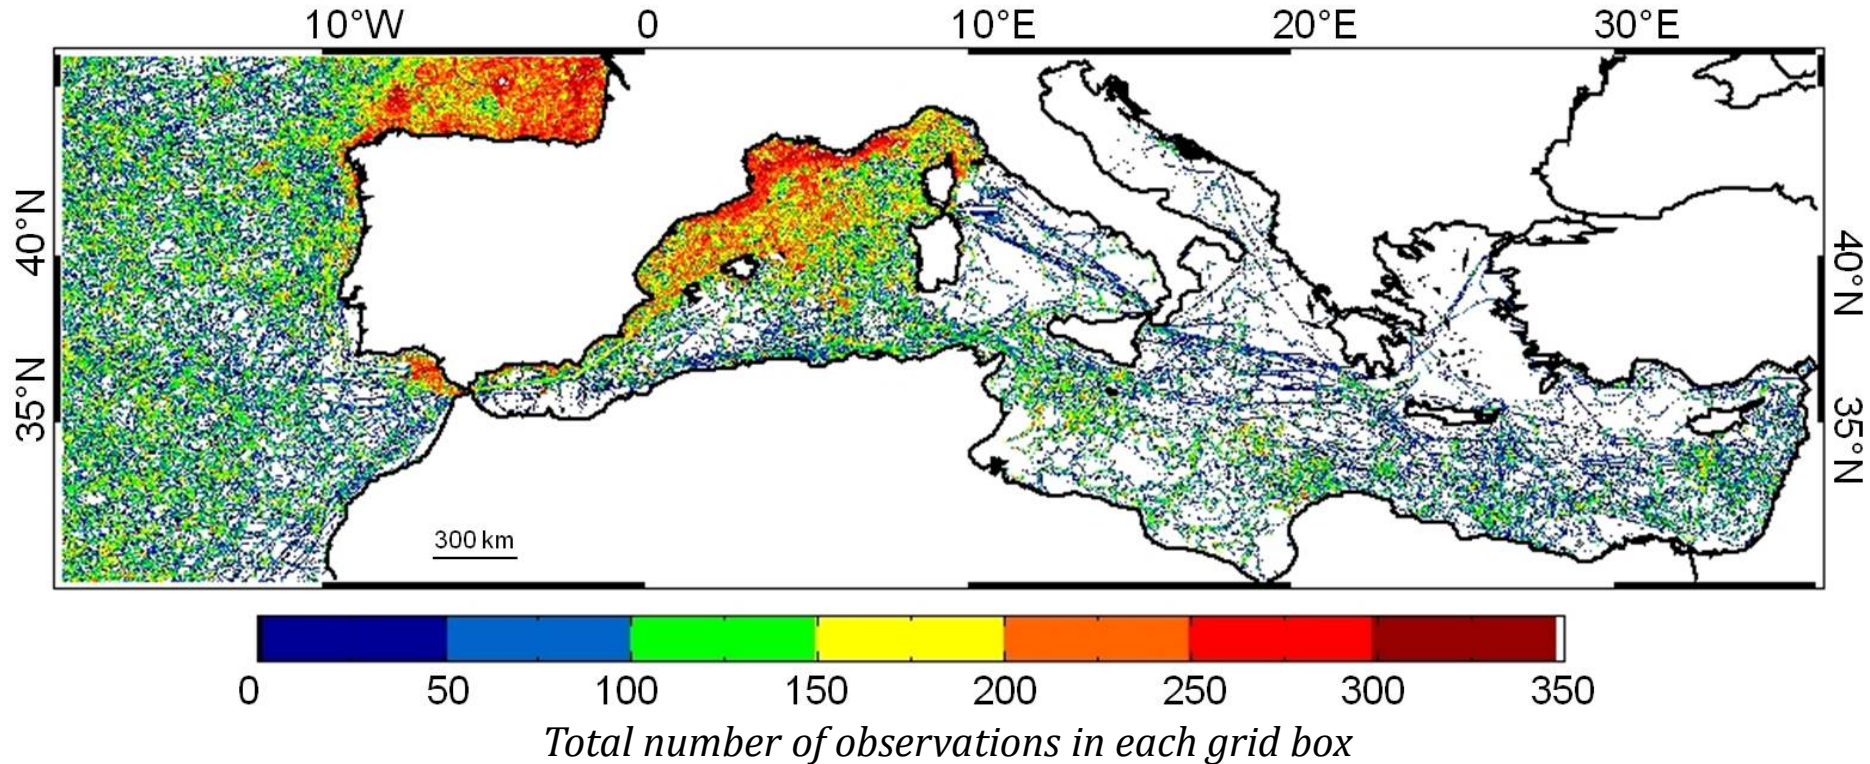 10°W 0 10°E 20°E 30°E
40°N
35°N
40°N
35°N
300 km
0 50 100 150 200 250 300 350
Total number of observations in each grid box